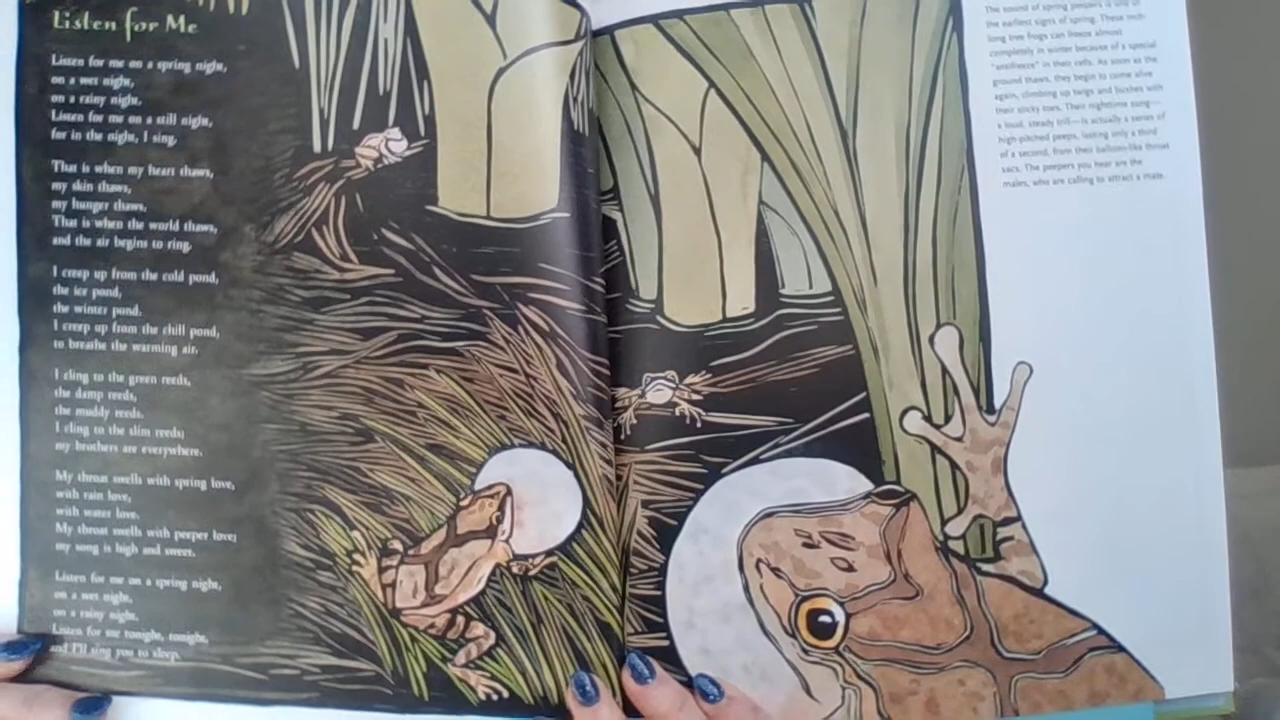 Listen for Me
Listen for me on a spring night,
on a wet night,
on a rainy night,
Listen for me on a still night,
for in the night, I sing.
That is when my heart thaws,
my skin thaws,
my hunger thaws,
That is when the world thaws,
and the air begins to ring.
I creep up from the cold pond,
the ice pond,
the winter pond.
I creep up from the chill pond,
to breathe the warming air.
I cling to the green reeds,
the damp reeds,
the muddy reeds.
I cling to the slim reeds;
my brothers are everywhere.
My throat swells with spring love,
with rain love,
with water love.
My throat swells with peeper love;
my song is high and sweet.
Listen for me on a spring night,
on a wet night,
on a rainy night.
Listen for me tonight, tonight,
and I'll sing you to sleep.
The sound of spring peepers is one of
the earliest signs of spring. These inch-
long tree frogs can freeze almost
completely in winter because of a special
"antifreeze" in their cells. As soon as the
ground thaws, they begin to come alive
again, climbing up twigs and bushes with
their sticky toes. Their nighttime song—
a loud, steady trill—is actually a series of
high-pitched peeps, lasting only a third
of a second, from their balloon-like throat
sacs. The peepers you hear are the
males, who are calling to attract a mate.